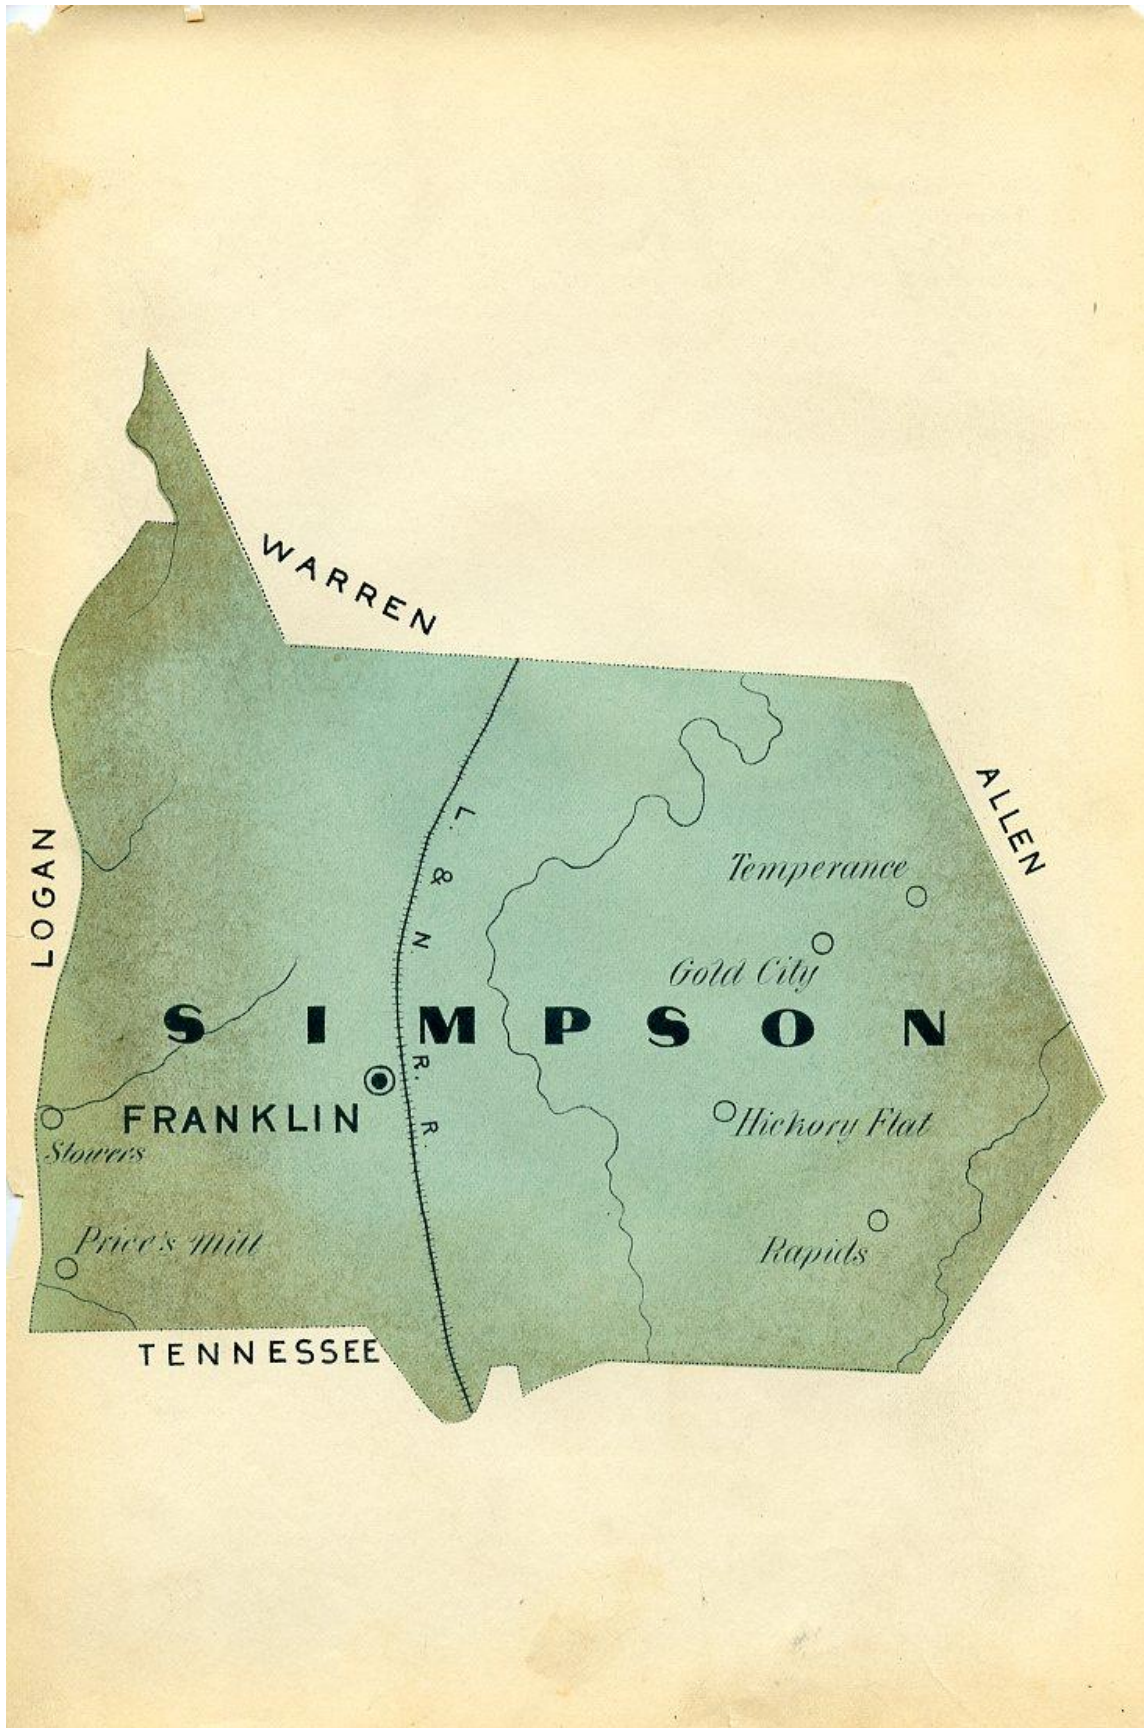 WARREN
ALLEN
LOGAN
L. & N. R. R.
Temperance
Gold City
SIMPSON
FRANKLIN
Hickory Flat
Stowers
Price's Mill
Rapids
TENNESSEE